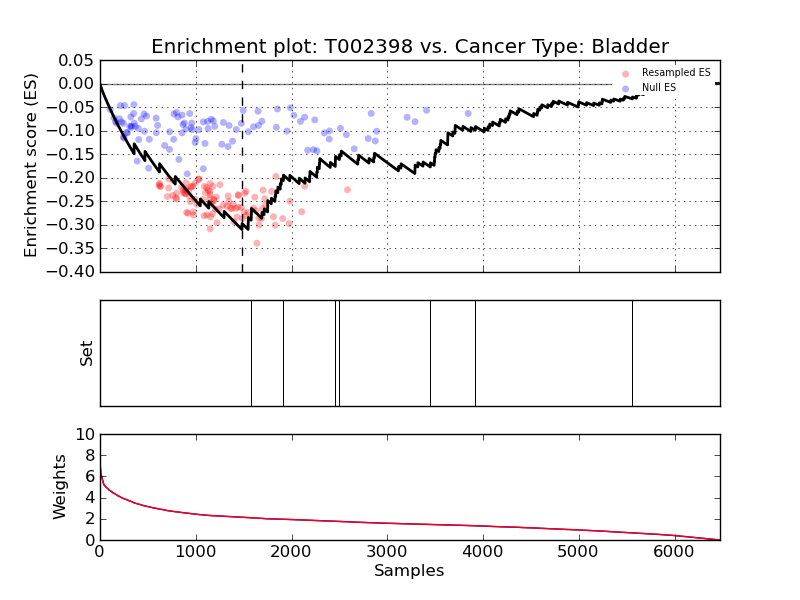 Enrichment plot: T002398 vs. Cancer Type: Bladder
Enrichment score (ES)
0.05
0.00
−0.05
−0.10
−0.15
−0.20
−0.25
−0.30
−0.35
−0.40
Resampled ES
Null ES
Set
Weights
10
8
6
4
2
0
0 1000 2000 3000 4000 5000 6000
Samples